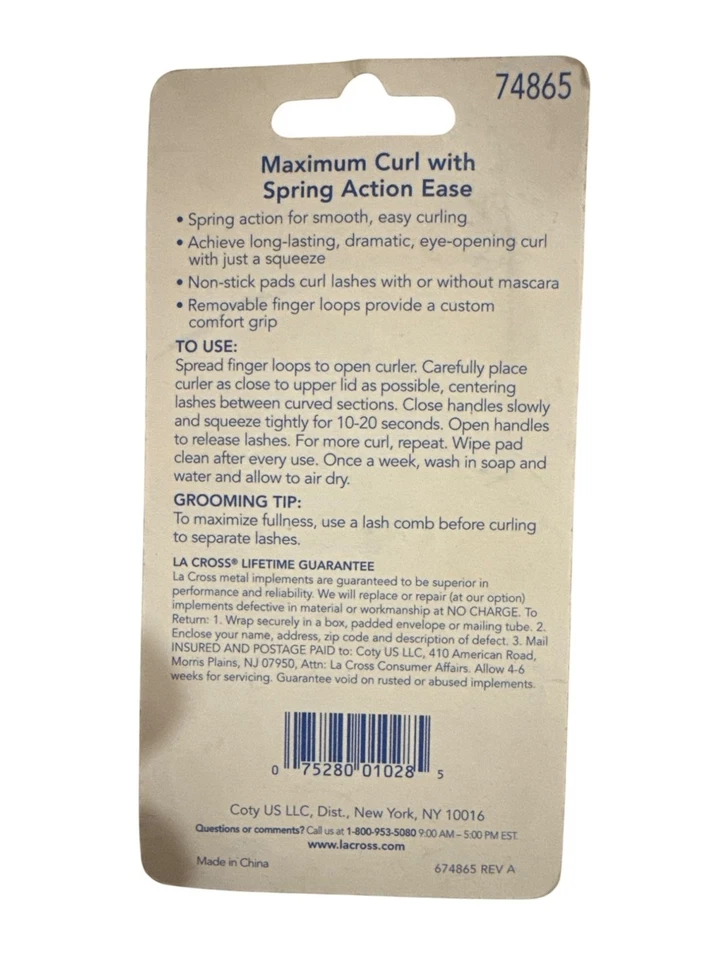 74865
Maximum Curl with
Spring Action Ease
• Spring action for smooth, easy curling
• Achieve long-lasting, dramatic, eye-opening curl
with just a squeeze
• Non-stick pads curl lashes with or without mascara
• Removable finger loops provide a custom
comfort grip
TO USE:
Spread finger loops to open curler. Carefully place
curler as close to upper lid as possible, centering
lashes between curved sections. Close handles slowly
and squeeze tightly for 10-20 seconds. Open handles
to release lashes. For more curl, repeat. Wipe pad
clean after every use. Once a week, wash in soap and
water and allow to air dry.
GROOMING TIP:
To maximize fullness, use a lash comb before curling
to separate lashes.
LA CROSS® LIFETIME GUARANTEE
La Cross metal implements are guaranteed to be superior in
performance and reliability. We will replace or repair (at our option)
implements defective in material or workmanship at NO CHARGE. To
Return: 1. Wrap securely in a box, padded envelope or mailing tube. 2.
Enclose your name, address, zip code and description of defect. 3. Mail
INSURED AND POSTAGE PAID to: Coty US LLC, 410 American Road,
Morris Plains, NJ 07950, Attn: La Cross Consumer Affairs. Allow 4-6
weeks for servicing. Guarantee void on rusted or abused implements.
0 75280 01028 5
Coty US LLC, Dist., New York, NY 10016
Questions or comments? Call us at 1-800-953-5080 9:00 AM – 5:00 PM EST.
www.lacross.com
Made in China
674865 REV A